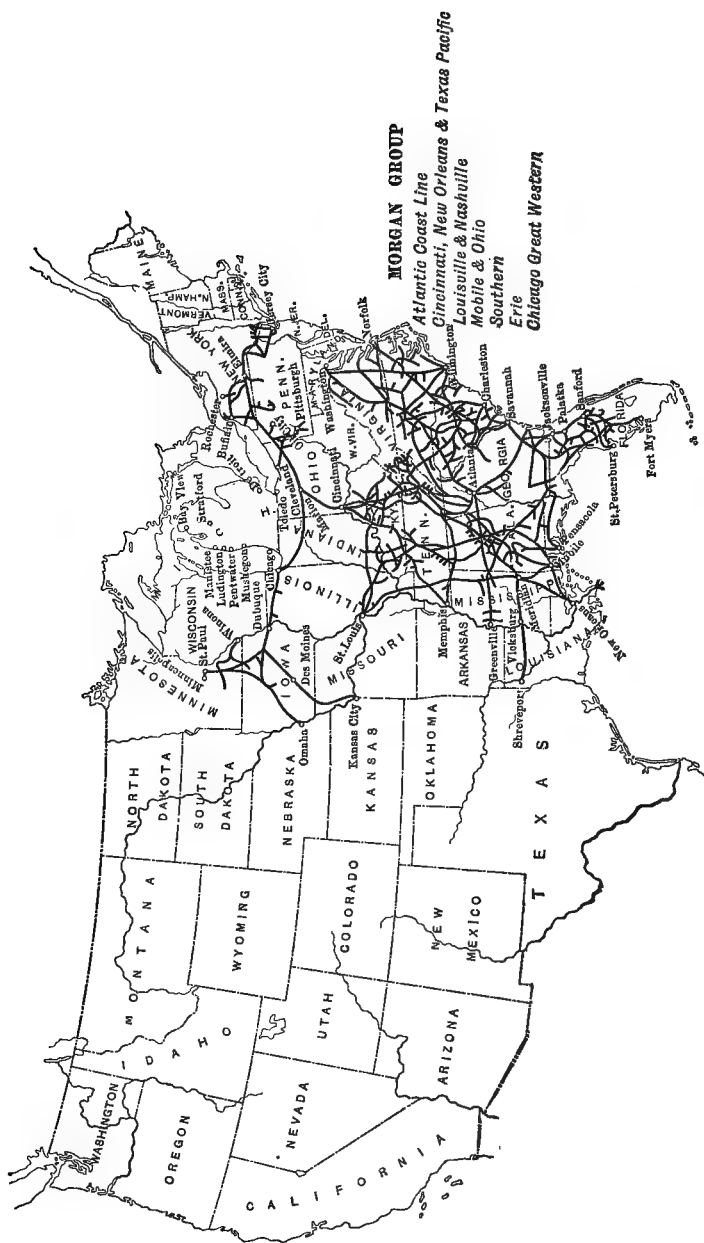 MORGAN GROUP
Atlantic Coast Line
Cincinnati, New Orleans & Texas Pacific
Louisville & Nashville
Mobile & Ohio
Southern
Erie
Chicago Great Western
WASHINGTON
OREGON
CALIFORNIA
NEVADA
IDAHO
MONTANA
WYOMING
UTAH
ARIZONA
COLORADO
NEW
MEXICO
NORTH
DAKOTA
SOUTH
DAKOTA
NEBRASKA
KANSAS
OKLAHOMA
TEXAS
MINNESOTA
Minneapolis
St. Paul
Winona
WISCONSIN
IOWA
Dubuque
Des Moines
Omaha
Kansas City
MISSOURI
St. Louis
ARKANSAS
LOUISIANA
Shreveport
Vicksburg
Greenville
Memphis
Meridian
New Orleans
Mobile
Pensacola
ILLINOIS
Chicago
INDIANA
Marion
OHIO
Cincinnati
Cleveland
Toledo
Detroit
Bay View
Stratford
Manistee
Ludington
Pentwater
Muskegon
TENN.
GEORGIA
Atlanta
FLORIDA
Jacksonville
Palatka
Sanford
St. Petersburg
Fort Myers
Savannah
Charleston
Wilmington
Norfolk
VIRGINIA
W. VIR.
Washington
DEL.
PENN.
Pittsburgh
NEW YORK
Elmira
Rochester
Buffalo
Jersey City
CONN.
MASS.
VERMONT
N. HAMP.
MAINE